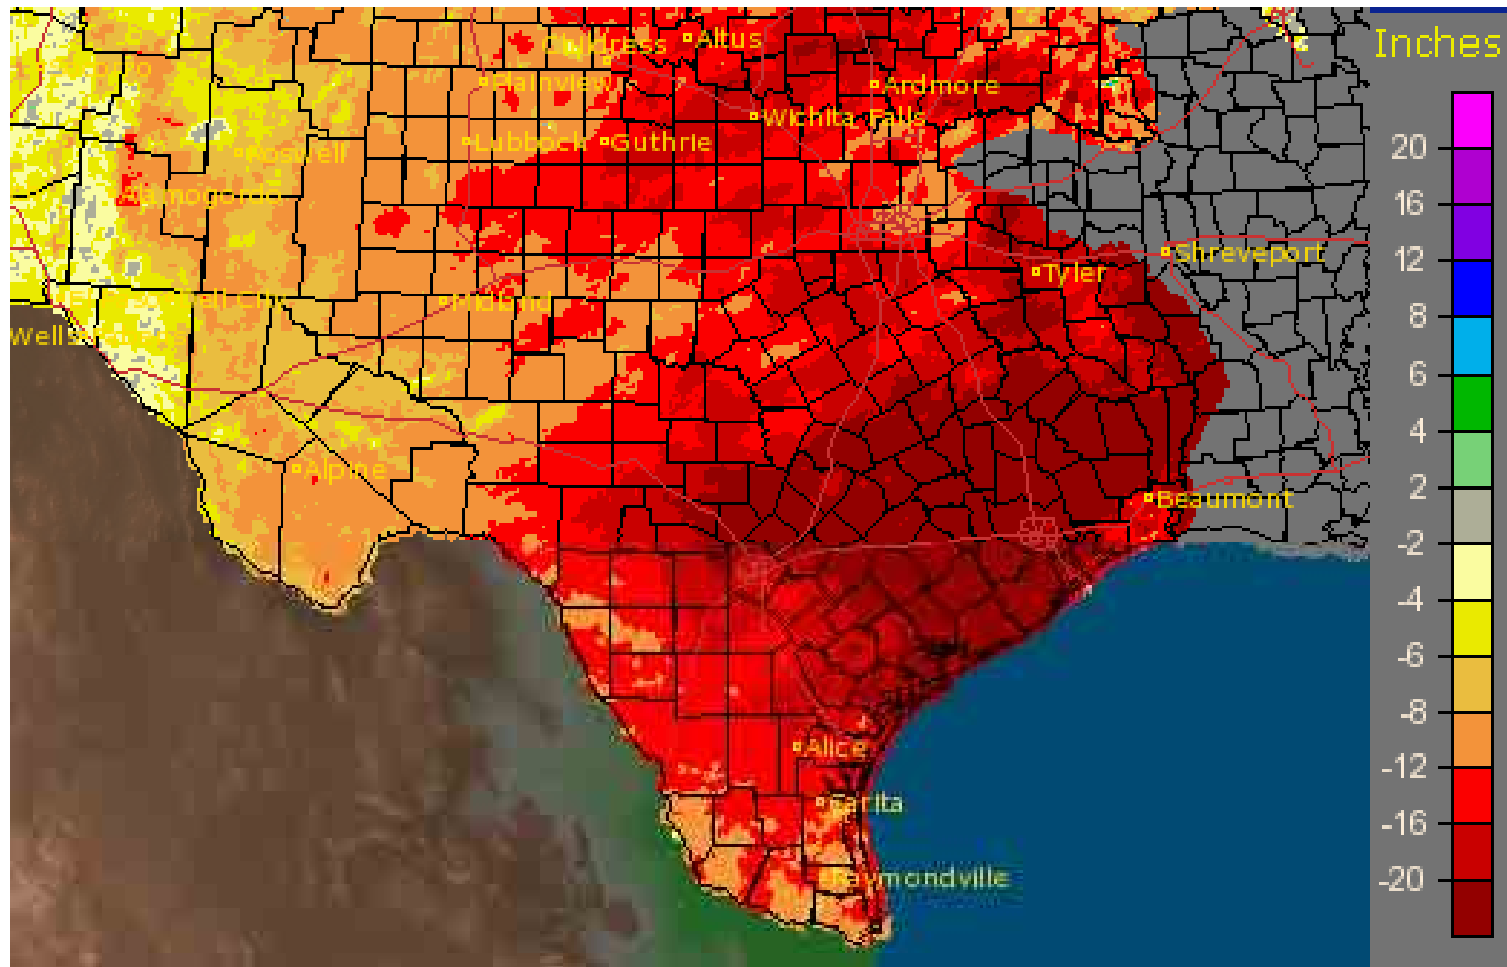 Inches
Childress
Altus
Plainview
Ardmore
Wichita Falls
Lubbock
Guthrie
Roswell
Alamogordo
Shreveport
Tyler
Midland
Wells
Alpine
Beaumont
Alice
Sarita
Raymondville
20
16
12
8
6
4
2
-2
-4
-6
-8
-12
-16
-20